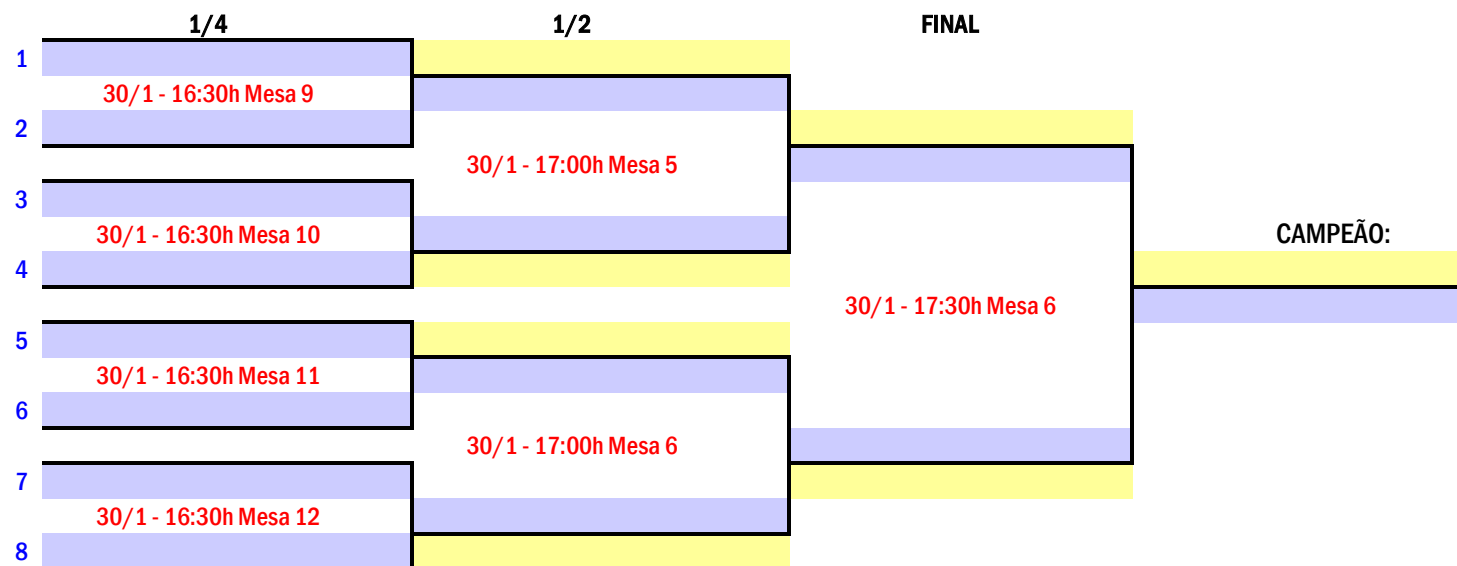 1/4 1/2 FINAL
1
30/1 - 16:30h Mesa 9
2
30/1 - 17:00h Mesa 5
3
30/1 - 16:30h Mesa 10
CAMPEÃO:
4
30/1 - 17:30h Mesa 6
5
30/1 - 16:30h Mesa 11
6
30/1 - 17:00h Mesa 6
7
30/1 - 16:30h Mesa 12
8